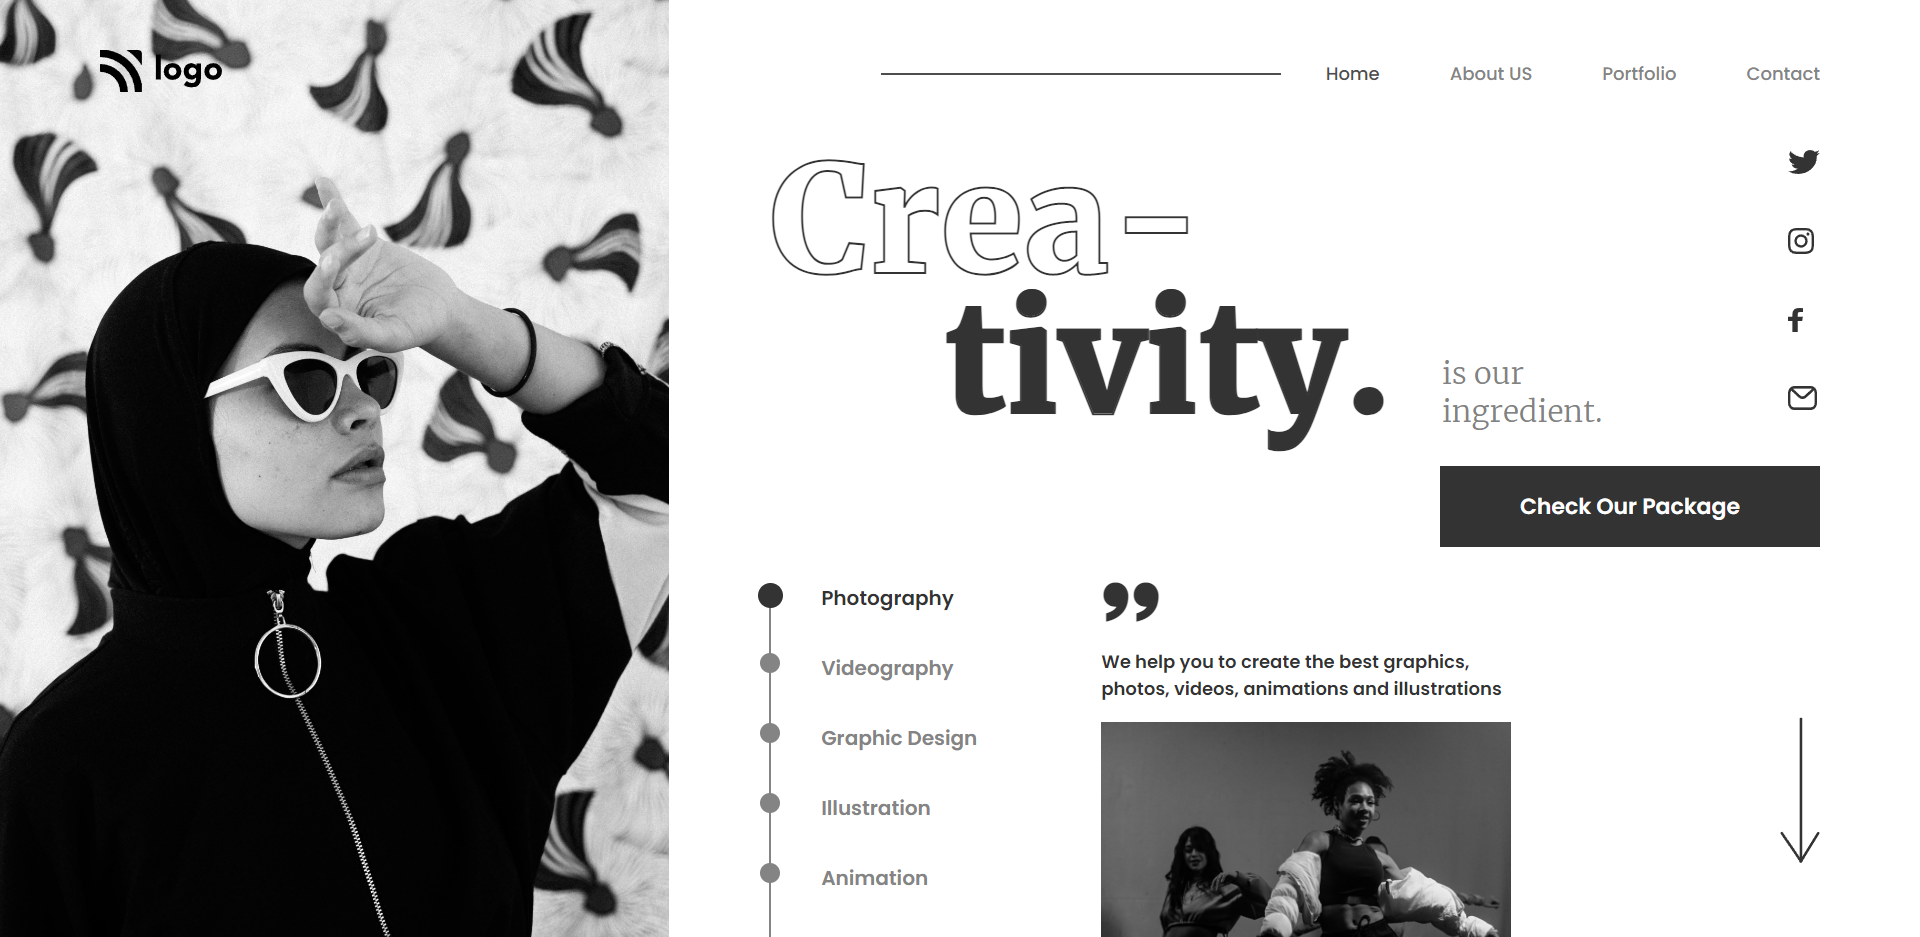 logo
Home About US Portfolio Contact
Crea-
tivity.
is our
ingredient.
Check Our Package
Photography
Videography
Graphic Design
Illustration
Animation
”
We help you to create the best graphics,
photos, videos, animations and illustrations